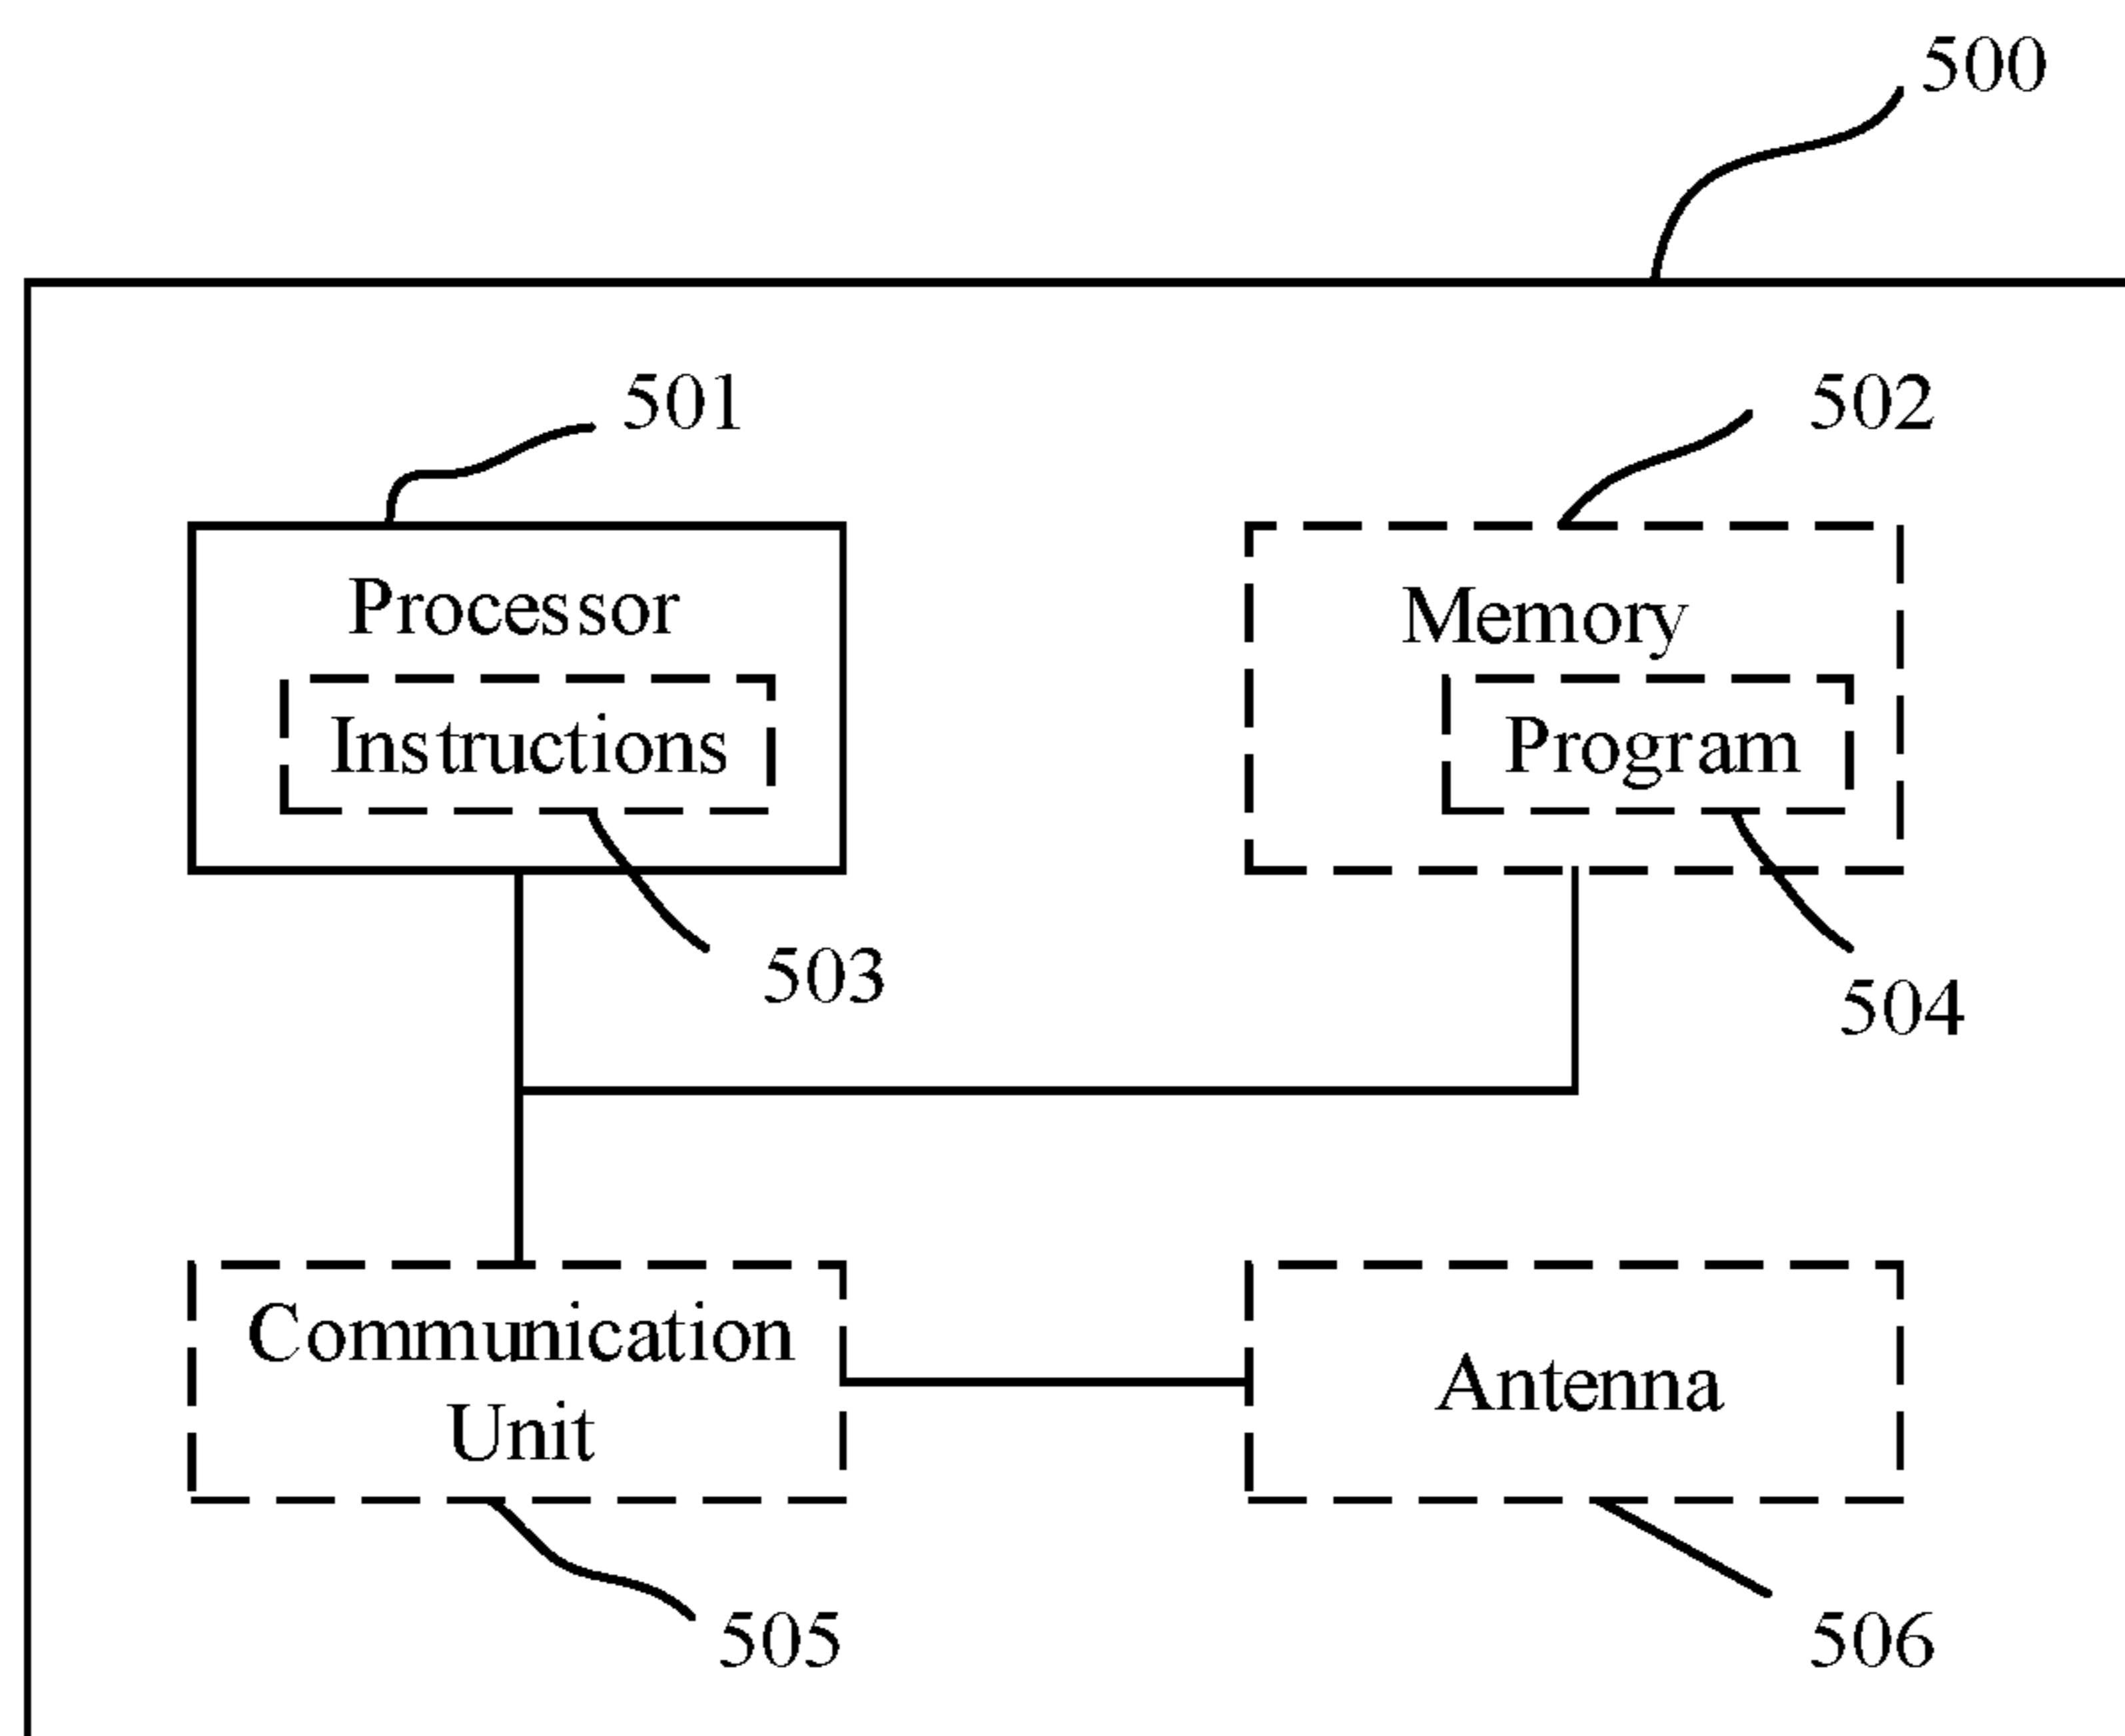 500
501
502
Processor
Memory
Instructions
Program
503
504
Communication
Unit
Antenna
505
506